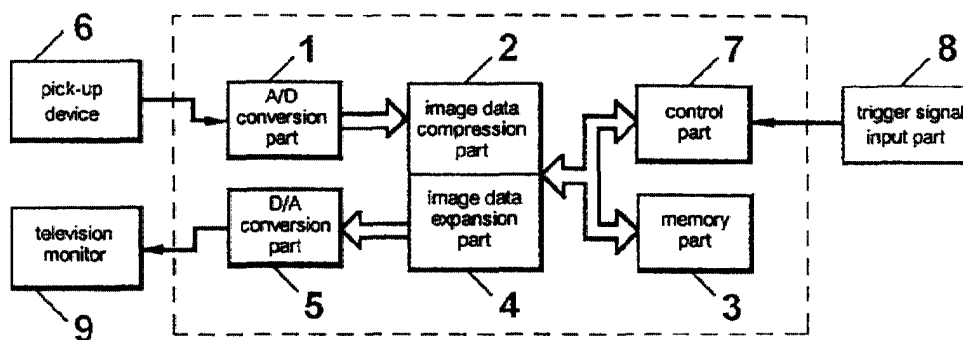 6
1
2
7
8
pick-up
device
A/D
conversion
part
image data
compression
part
control
part
trigger signal
input part
television
monitor
D/A
conversion
part
image data
expansion
part
memory
part
9
5
4
3